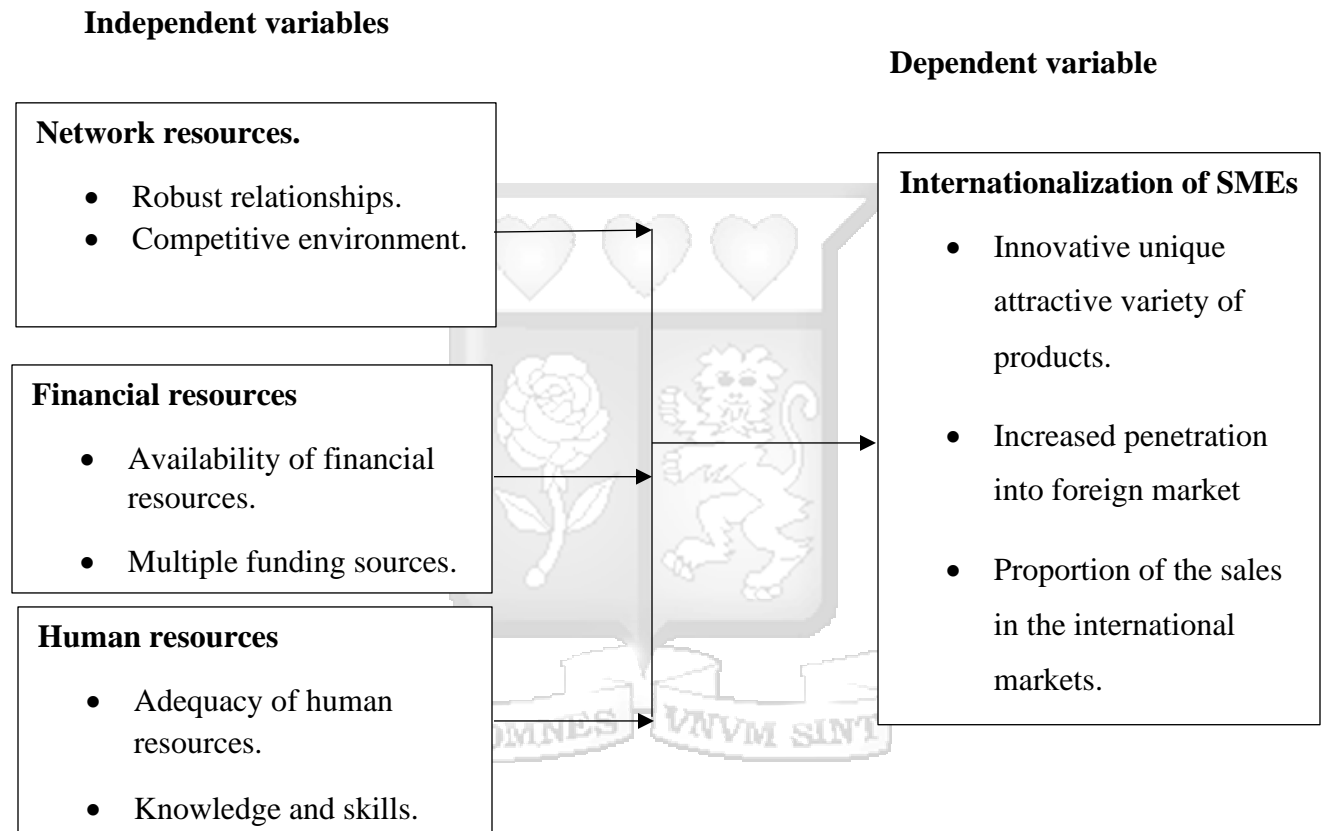 Independent variables
Dependent variable
Network resources.
• Robust relationships.
• Competitive environment.
Financial resources
• Availability of financial
resources.
• Multiple funding sources.
Human resources
• Adequacy of human
resources.
• Knowledge and skills.
Internationalization of SMEs
• Innovative unique
attractive variety of
products.
• Increased penetration
into foreign market
• Proportion of the sales
in the international
markets.
OMNES VNVM SINT